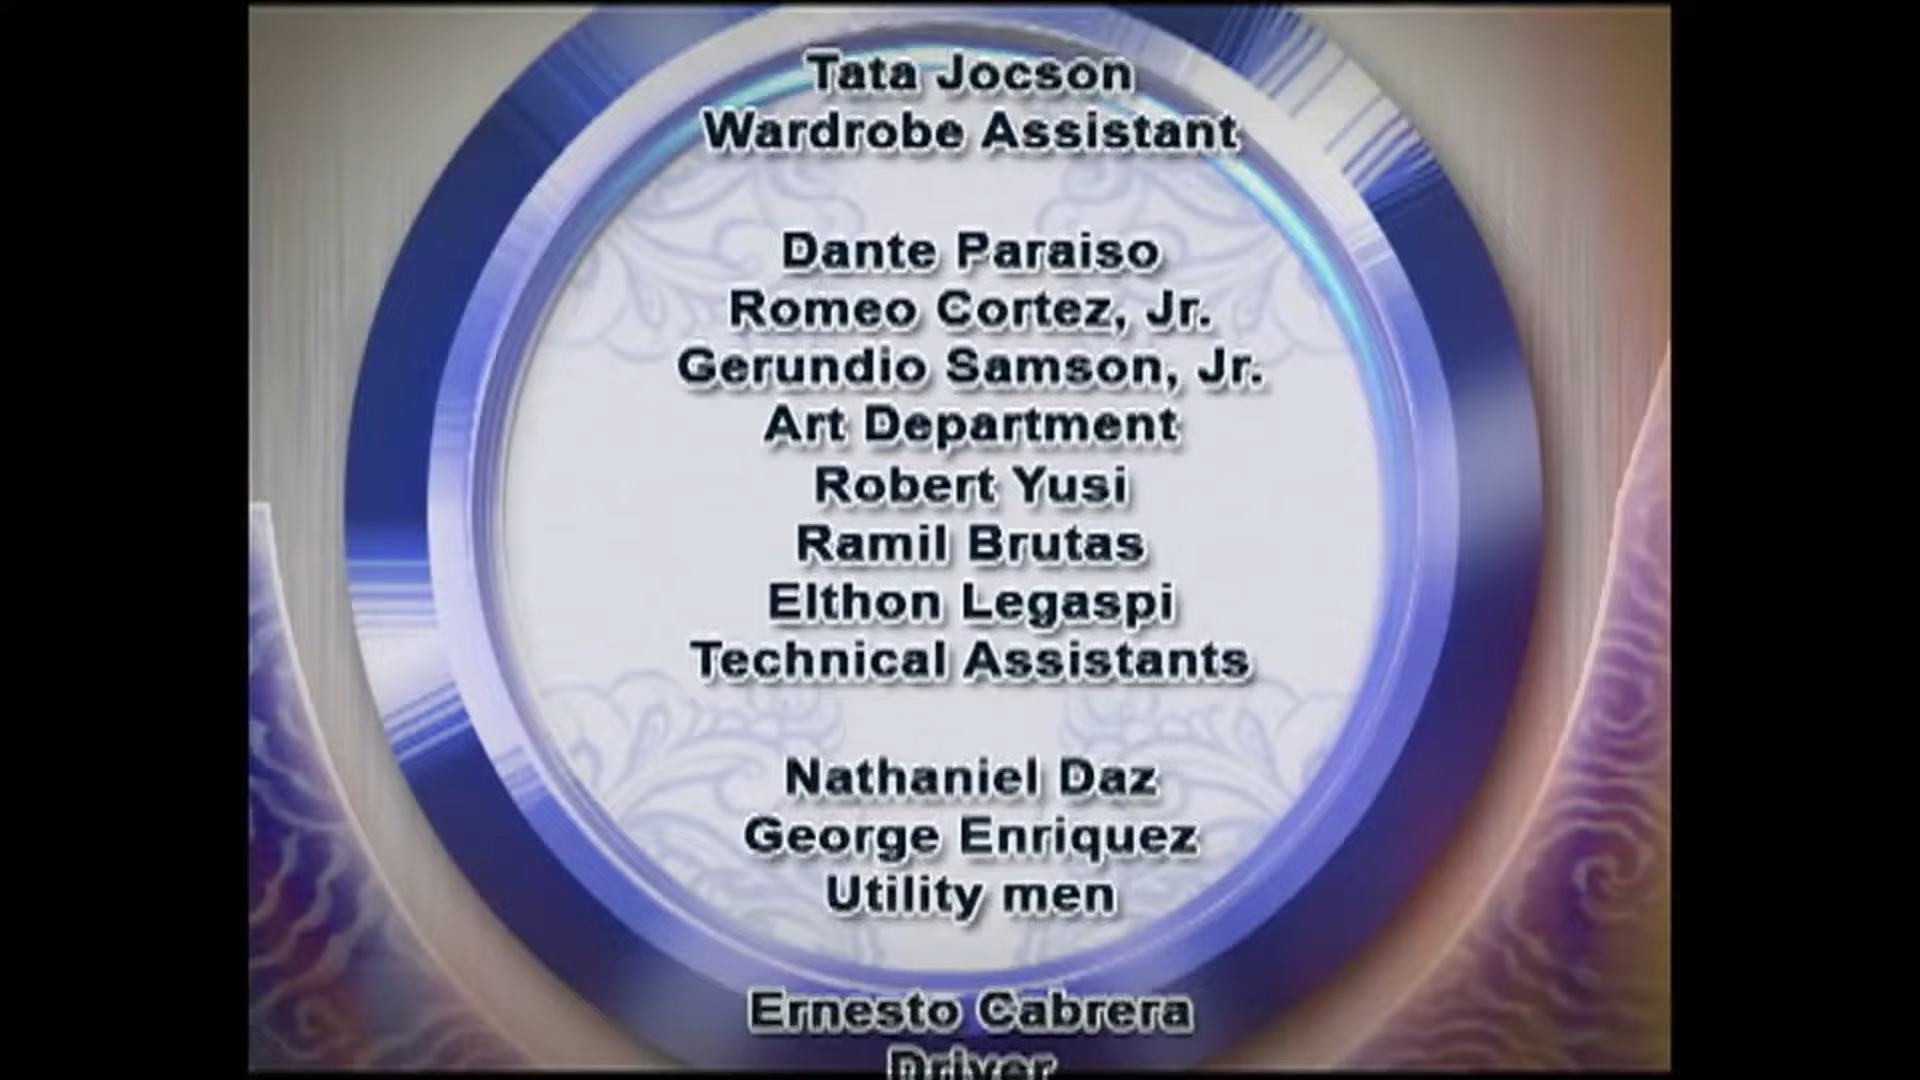 Tata Jocson
Wardrobe Assistant
Dante Paraiso
Romeo Cortez, Jr.
Gerundio Samson, Jr.
Art Department
Robert Yusi
Ramil Brutas
Elthon Legaspi
Technical Assistants
Nathaniel Daz
George Enriquez
Utility men
Ernesto Cabrera
Driver